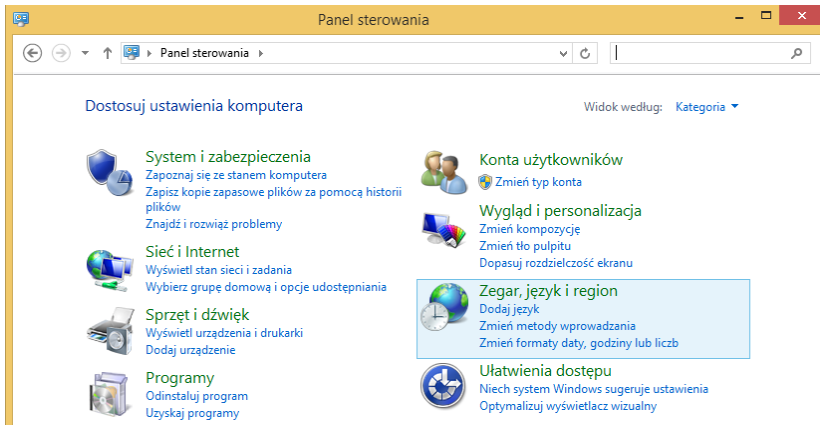 Panel sterowania
Panel sterowania
Dostosuj ustawienia komputera
Widok według: Kategoria
System i zabezpieczenia
Zapoznaj się ze stanem komputera
Zapisz kopie zapasowe plików za pomocą historii
plików
Znajdź i rozwiąż problemy
Sieć i Internet
Wyświetl stan sieci i zadania
Wybierz grupę domową i opcje udostępniania
Sprzęt i dźwięk
Wyświetl urządzenia i drukarki
Dodaj urządzenie
Programy
Odinstaluj program
Uzyskaj programy
Konta użytkowników
Zmień typ konta
Wygląd i personalizacja
Zmień kompozycję
Zmień tło pulpitu
Dopasuj rozdzielczość ekranu
Zegar, język i region
Dodaj język
Zmień metody wprowadzania
Zmień formaty daty, godziny lub liczb
Ułatwienia dostępu
Niech system Windows sugeruje ustawienia
Optymalizuj wyświetlacz wizualny